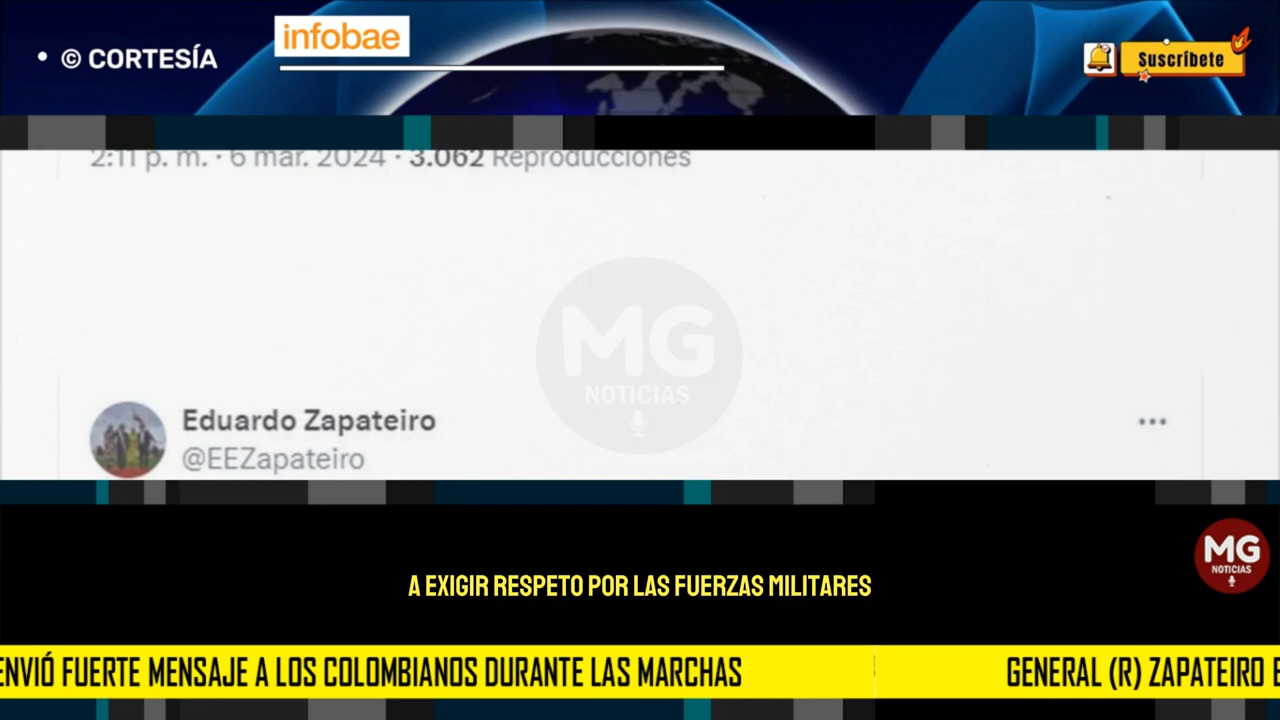 • © CORTESÍA
infobae
Suscríbete
2:11 p. m. · 6 mar. 2024 · 3.062 Reproducciones
MG
NOTICIAS
Eduardo Zapateiro
@EEZapateiro
A EXIGIR RESPETO POR LAS FUERZAS MILITARES
MG
NOTICIAS
ENVIÓ FUERTE MENSAJE A LOS COLOMBIANOS DURANTE LAS MARCHAS
GENERAL (R) ZAPATEIRO E